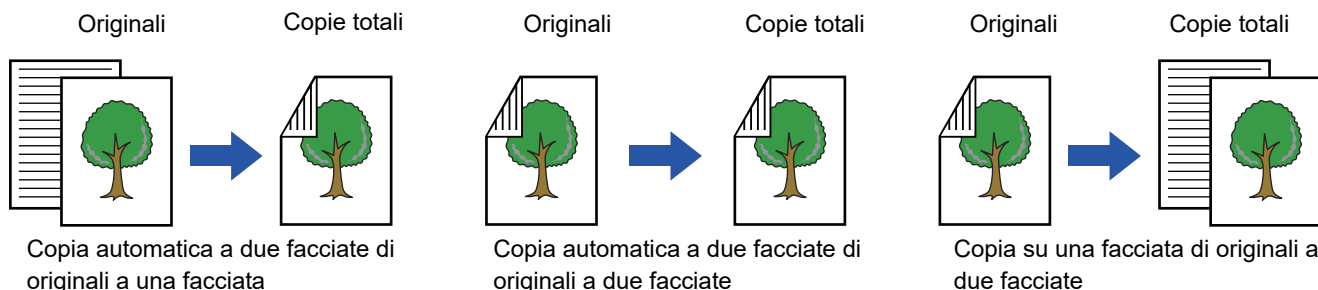 Originali
Copie totali
Originali
Copie totali
Originali
Copie totali
Copia automatica a due facciate di
originali a una facciata
Copia automatica a due facciate di
originali a due facciate
Copia su una facciata di originali a
due facciate